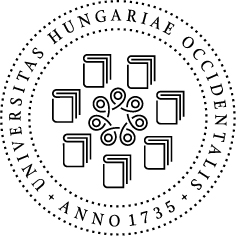 UNIVERSITAS HUNGARIAE OCCIDENTALIS
ANNO 1735